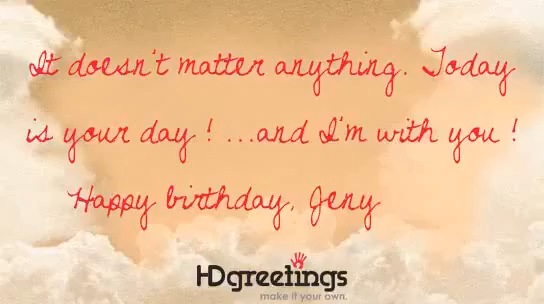 It doesn't matter anything. Today
is your day ! ...and I'm with you !
Happy birthday, Jeny
HDgreetings
make it your own.